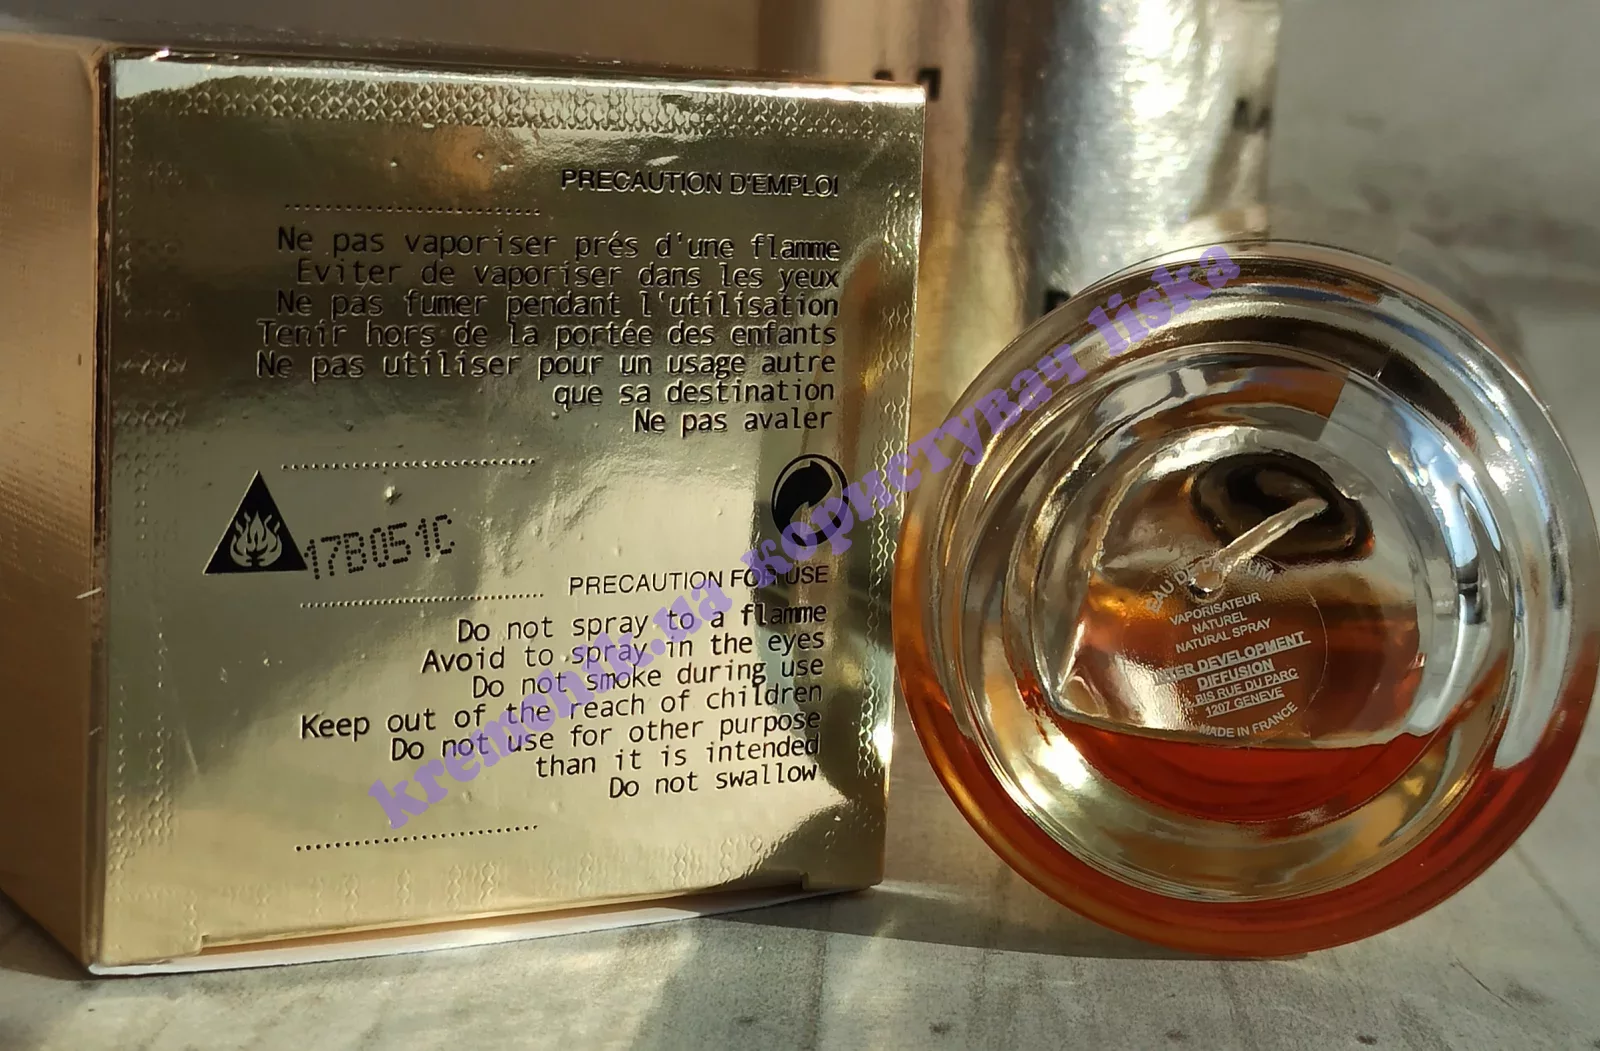 PRECAUTION D'EMPLOI
Ne pas vaporiser prés d'une flamme
Eviter de vaporiser dans les yeux
Ne pas fumer pendant l'utilisation
Tenir hors de la portée des enfants
Ne pas utiliser pour un usage autre
que sa destination
Ne pas avaler
17B051C
PRECAUTION FOR USE
Do not spray to a flamme
Avoid to spray in the eyes
Do not smoke during use
Keep out of the reach of children
Do not use for other purpose
than it is intended
Do not swallow
kremohik.ua користувач liska
EAU DE PARFUM
VAPORISATEUR
NATUREL
NATURAL SPRAY
INTER DEVELOPMENT
DIFFUSION
BIS RUE DU PARC
1207 GENEVE
MADE IN FRANCE